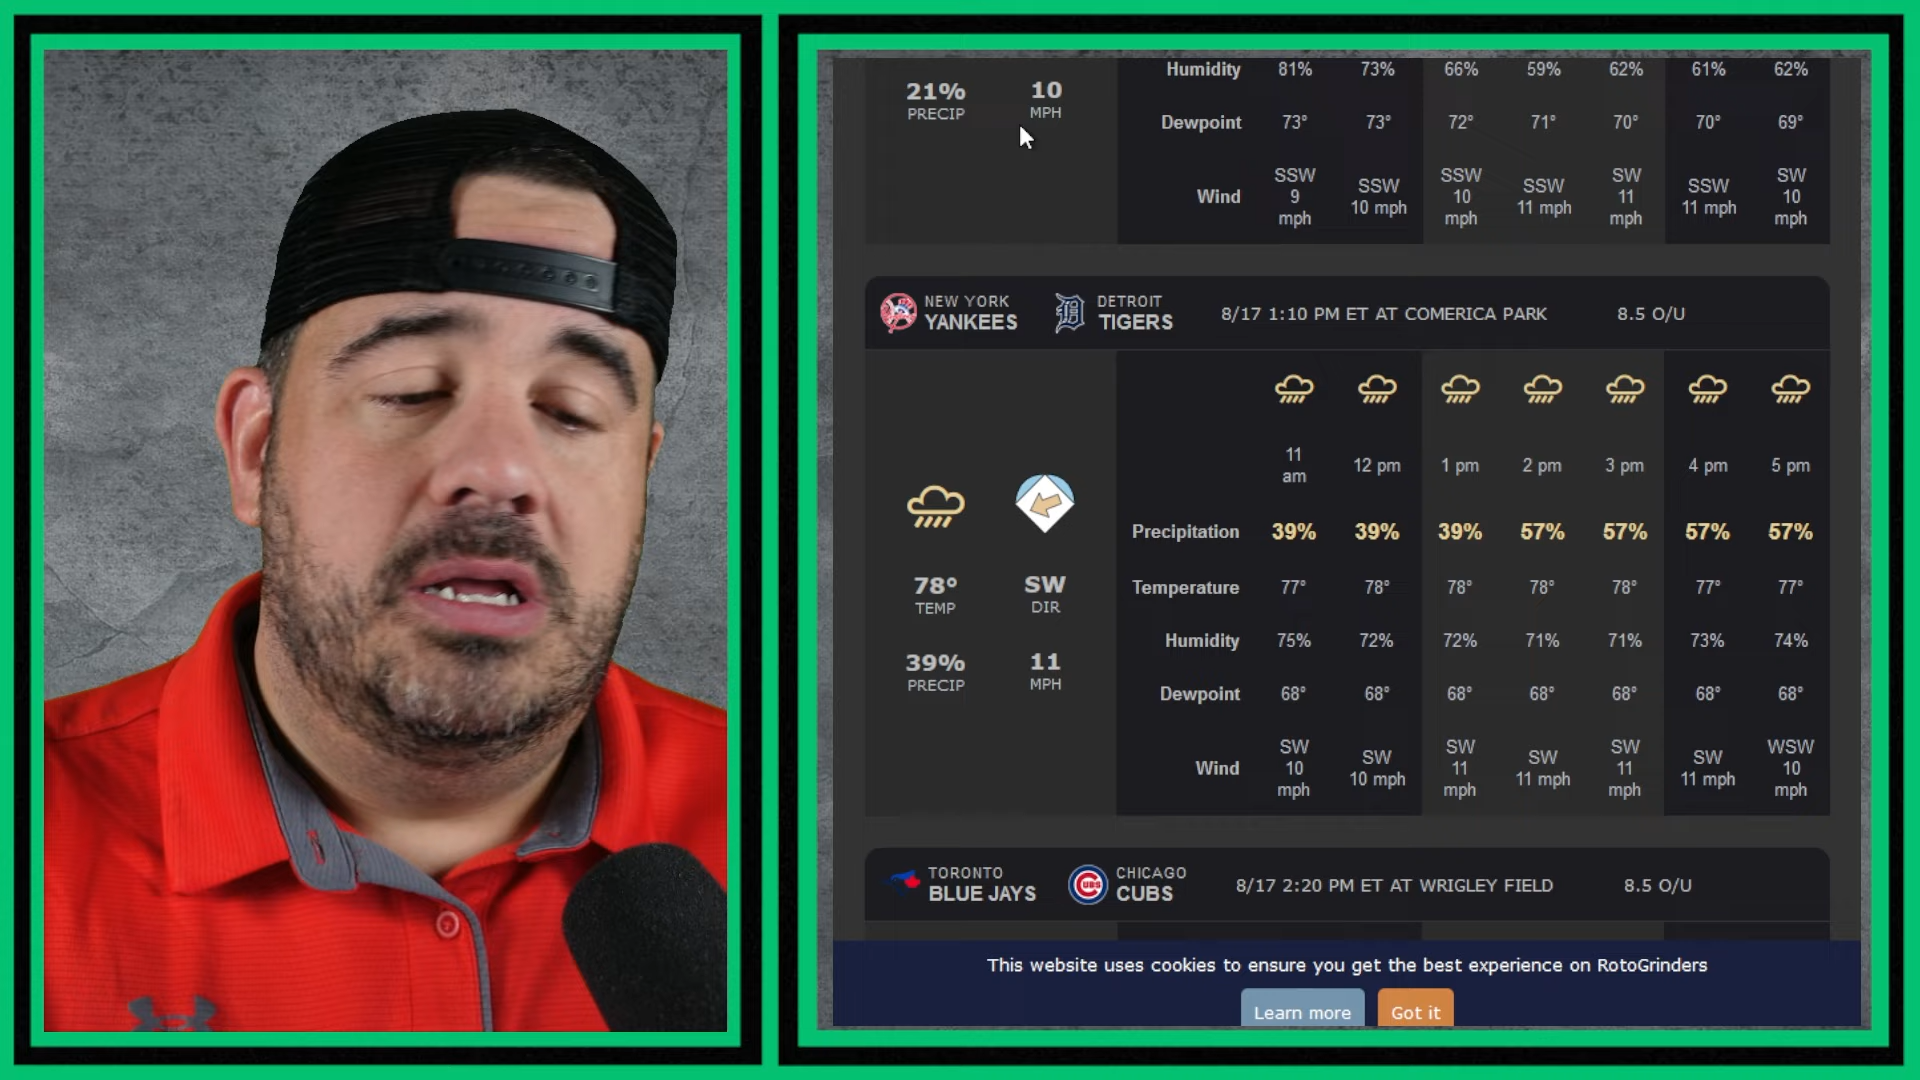 21% 10
PRECIP MPH
Humidity 81% 73% 66% 59% 62% 61% 62%
Dewpoint 73° 73° 72° 71° 70° 70° 69°
Wind SSW 9 mph SSW 10 mph SSW 10 mph SSW 11 mph SW 11 mph SSW 11 mph SW 10 mph
NEW YORK YANKEES DETROIT TIGERS 8/17 1:10 PM ET AT COMERICA PARK 8.5 O/U
11 am 12 pm 1 pm 2 pm 3 pm 4 pm 5 pm
Precipitation 39% 39% 39% 57% 57% 57% 57%
78° SW
TEMP DIR
39% 11
PRECIP MPH
Temperature 77° 78° 78° 78° 78° 77° 77°
Humidity 75% 72% 72% 71% 71% 73% 74%
Dewpoint 68° 68° 68° 68° 68° 68° 68°
Wind SW 10 mph SW 10 mph SW 11 mph SW 11 mph SW 11 mph SW 11 mph WSW 10 mph
TORONTO BLUE JAYS CUBS CHICAGO CUBS 8/17 2:20 PM ET AT WRIGLEY FIELD 8.5 O/U
This website uses cookies to ensure you get the best experience on RotoGrinders
Learn more Got it